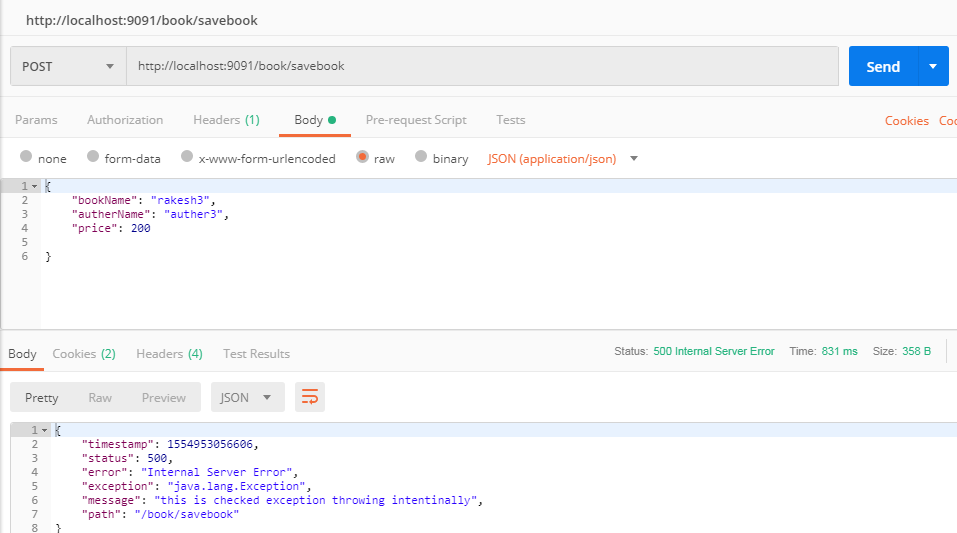 http://localhost:9091/book/savebook
POST http://localhost:9091/book/savebook Send
Params Authorization Headers (1) Body Pre-request Script Tests Cookies Coo
none form-data x-www-form-urlencoded raw binary JSON (application/json)
1 {
2 "bookName": "rakesh3",
3 "autherName": "auther3",
4 "price": 200
5
6 }
Body Cookies (2) Headers (4) Test Results Status: 500 Internal Server Error Time: 831 ms Size: 358 B
Pretty Raw Preview JSON
1 {
2 "timestamp": 1554953056606,
3 "status": 500,
4 "error": "Internal Server Error",
5 "exception": "java.lang.Exception",
6 "message": "this is checked exception throwing intentinally",
7 "path": "/book/savebook"
8 }